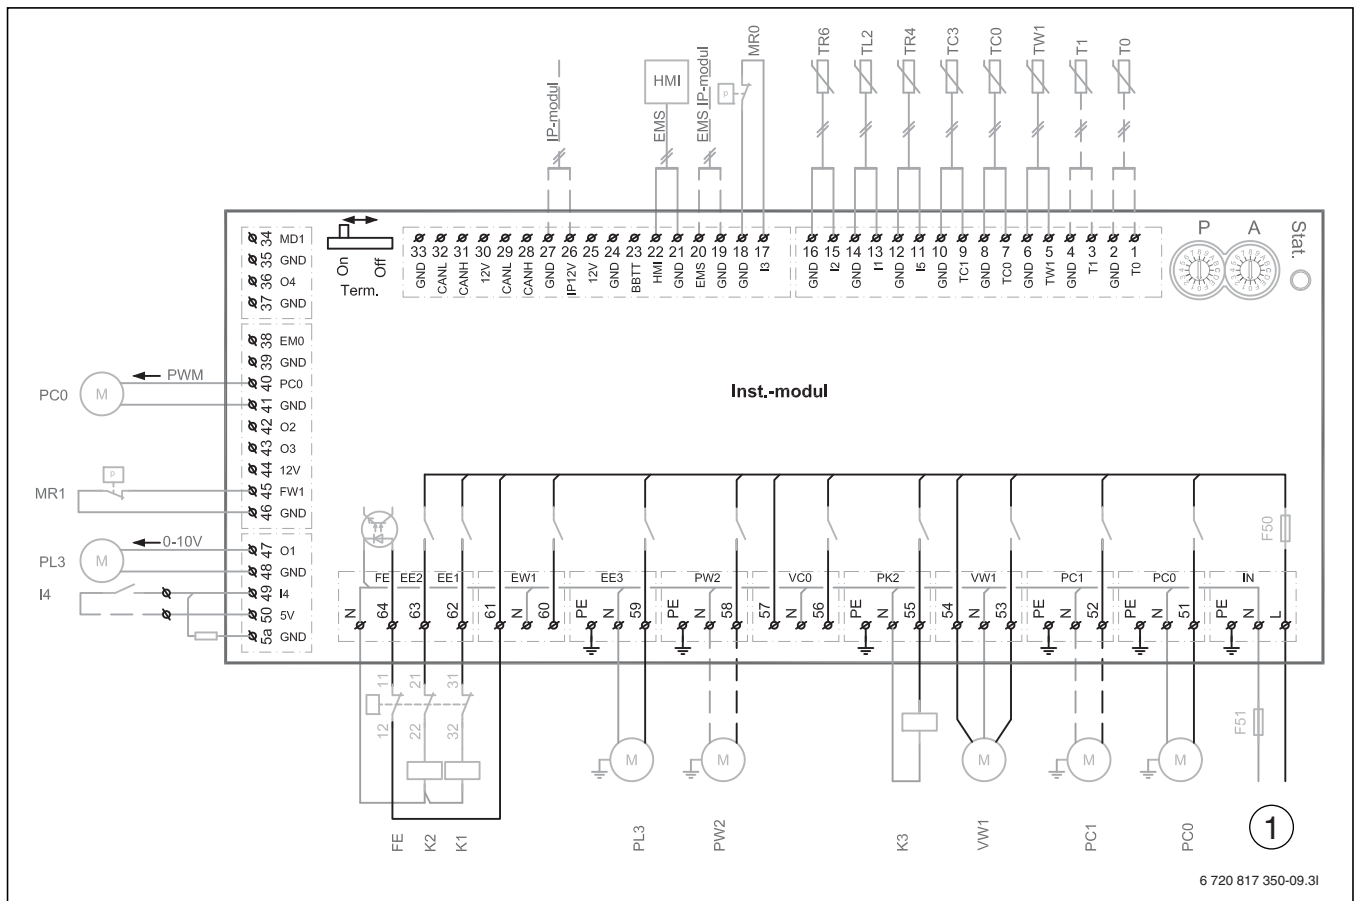 IP-modul
HMI
EMS
EMS IP-modul
MR0
P
TR6
TL2
TR4
TC3
TC0
TW1
T1
T0
34 MD1
35 GND
36 O4
37 GND
On
Off
Term.
33 GND
32 CANL
31 CANH
30 12V
29 CANL
28 CANH
27 GND
26 IP12V
25 12V
24 GND
23 BBTT
22 HMI
21 GND
20 EMS
19 GND
18 GND
17 I3
16 GND
15 I2
14 GND
13 I1
12 GND
11 I5
10 GND
9 TC1
8 GND
7 TC0
6 GND
5 TW1
4 GND
3 T1
2 GND
1 T0
P
A
Stat.
38 EM0
39 GND
PC0
M
PWM
40 PC0
41 GND
42 O2
43 O3
44 12V
MR1
P
45 FW1
46 GND
PL3
M
0-10V
47 O1
48 GND
I4
49 I4
50 5V
5a GND
Inst.-modul
F50
FE
EE2
EE1
EW1
EE3
PW2
VC0
PK2
VW1
PC1
PC0
IN
N
64
63
62
61
N
60
PE
N
59
PE
N
58
57
N
56
PE
N
55
54
N
53
PE
N
52
PE
N
51
PE
N
L
11
21
31
12
22
32
F51
M
M
M
M
M
FE
K2
K1
PL3
PW2
K3
VW1
PC1
PC0
1
6 720 817 350-09.3I